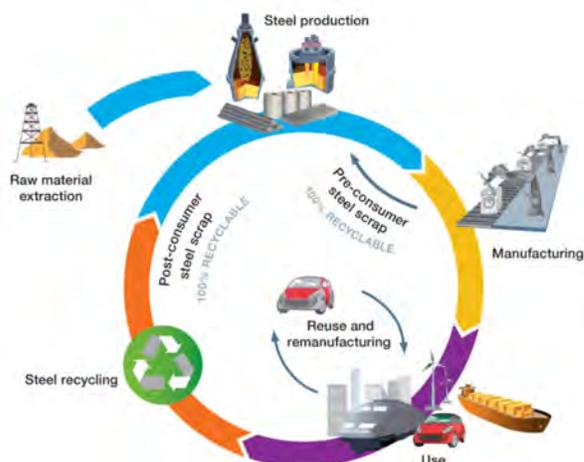 Steel production
Raw material
extraction
Pre-consumer
steel scrap
100% RECYCLABLE
Post-consumer
steel scrap
100% RECYCLABLE
Manufacturing
Reuse and
remanufacturing
Steel recycling
Use